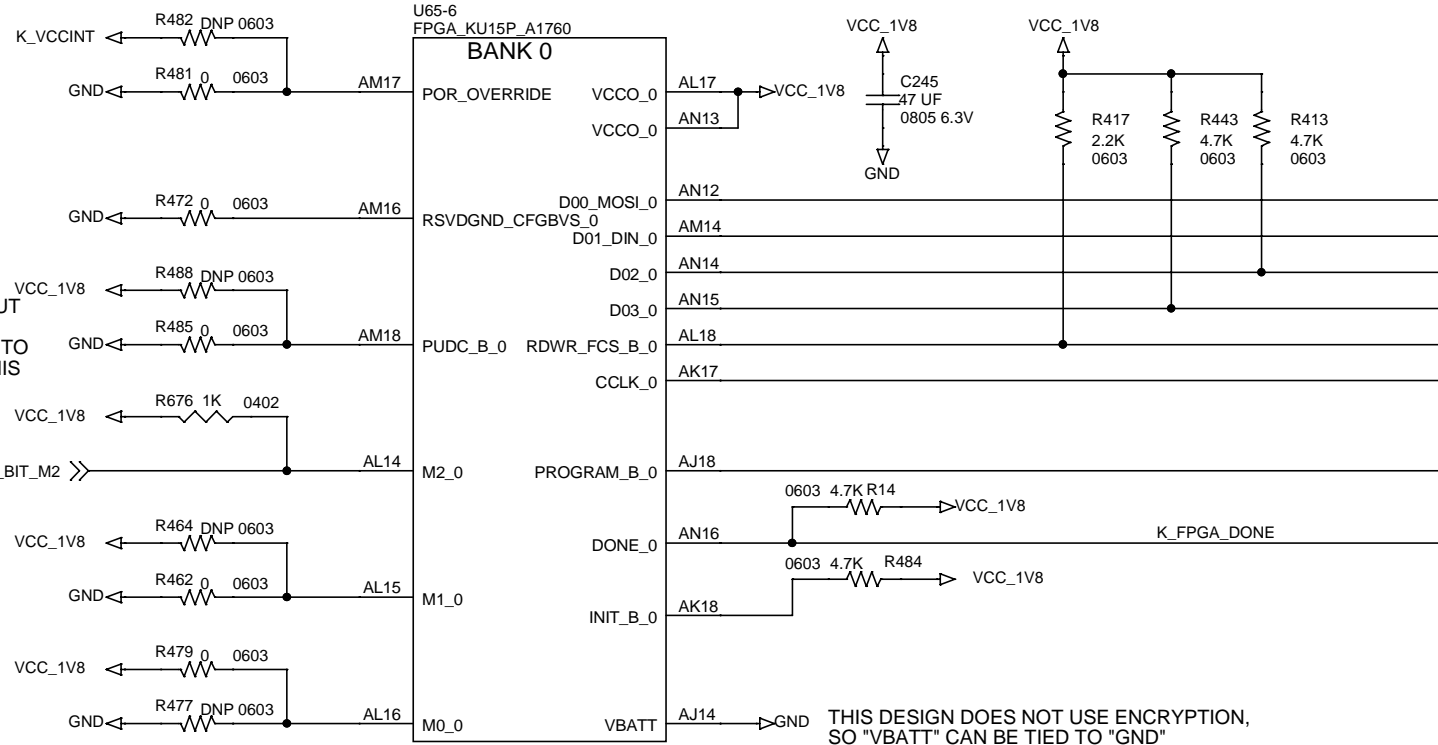 U65-6
FPGA_KU15P_A1760
BANK 0
R482 DNP 0603
K_VCCINT
R481 0 0603
GND
AM17
POR_OVERRIDE
R472 0 0603
GND
AM16
RSVDGND_CFGBVS_0
R488 DNP 0603
VCC_1V8
UT
R485 0 0603
TO
GND
AM18
PUDC_B_0
HIS
R676 1K 0402
VCC_1V8
_BIT_M2
AL14
M2_0
R464 DNP 0603
VCC_1V8
R462 0 0603
GND
AL15
M1_0
R479 0 0603
VCC_1V8
R477 DNP 0603
GND
AL16
M0_0
VCCO_0
AL17
VCC_1V8
VCCO_0
AN13
VCC_1V8
C245
47 UF
0805 6.3V
GND
VCC_1V8
R417
2.2K
0603
R443
4.7K
0603
R413
4.7K
0603
D00_MOSI_0
AN12
D01_DIN_0
AM14
D02_0
AN14
D03_0
AN15
RDWR_FCS_B_0
AL18
CCLK_0
AK17
PROGRAM_B_0
AJ18
0603 4.7K R14
VCC_1V8
DONE_0
AN16
K_FPGA_DONE
0603 4.7K R484
VCC_1V8
INIT_B_0
AK18
VBATT
AJ14
GND
THIS DESIGN DOES NOT USE ENCRYPTION,
SO "VBATT" CAN BE TIED TO "GND"